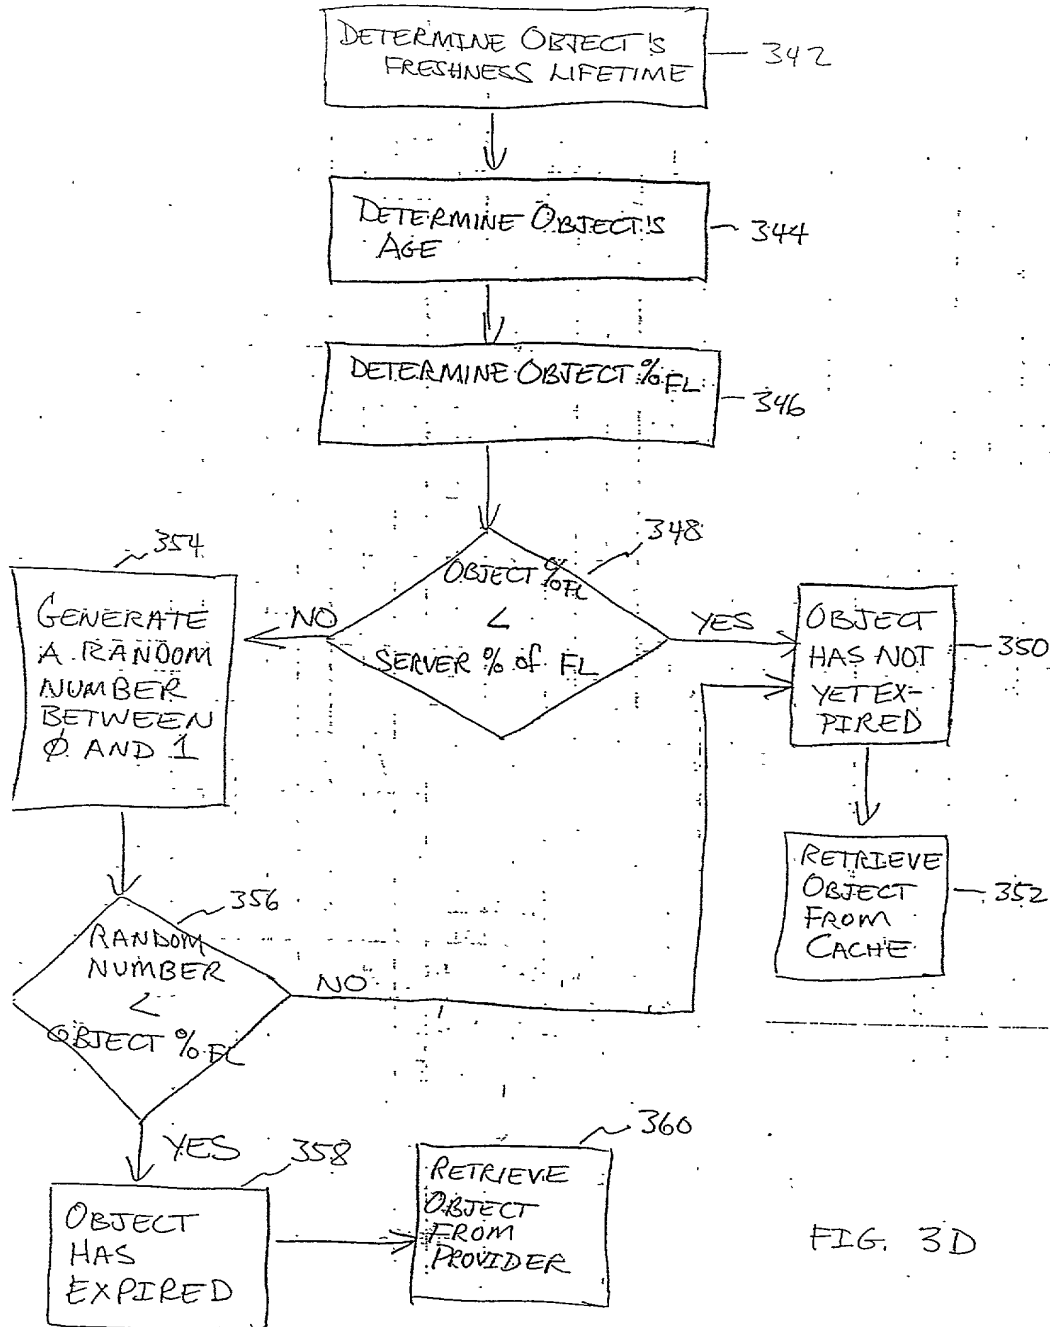 DETERMINE OBJECT'S
FRESHNESS LIFETIME
342
DETERMINE OBJECT'S
AGE
344
DETERMINE OBJECT %FL
346
348
OBJECT %FL
<
SERVER % of FL
NO
YES
354
GENERATE
A RANDOM
NUMBER
BETWEEN
0 AND 1
OBJECT
HAS NOT
YET EX-
PIRED
350
RETRIEVE
OBJECT
FROM
CACHE
352
356
RANDOM
NUMBER
<
OBJECT %FL
NO
YES
358
OBJECT
HAS
EXPIRED
360
RETRIEVE
OBJECT
FROM
PROVIDER
FIG. 3D